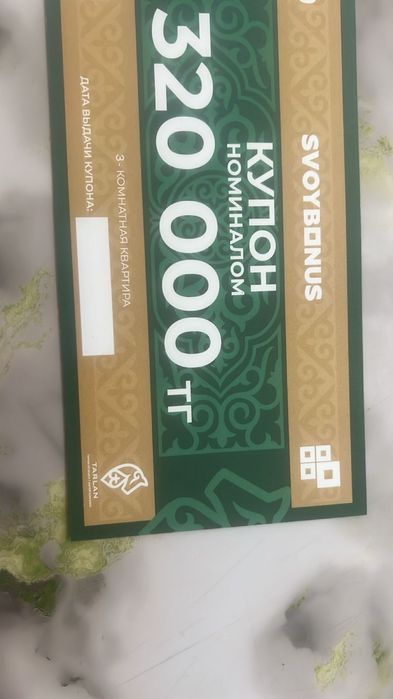 SVOYBONUS
КУПОН
НОМИНАЛОМ
320 000 ТГ
3 - КОМНАТНАЯ КВАРТИРА
ДАТА ВЫДАЧИ КУПОНА:
TARLAN